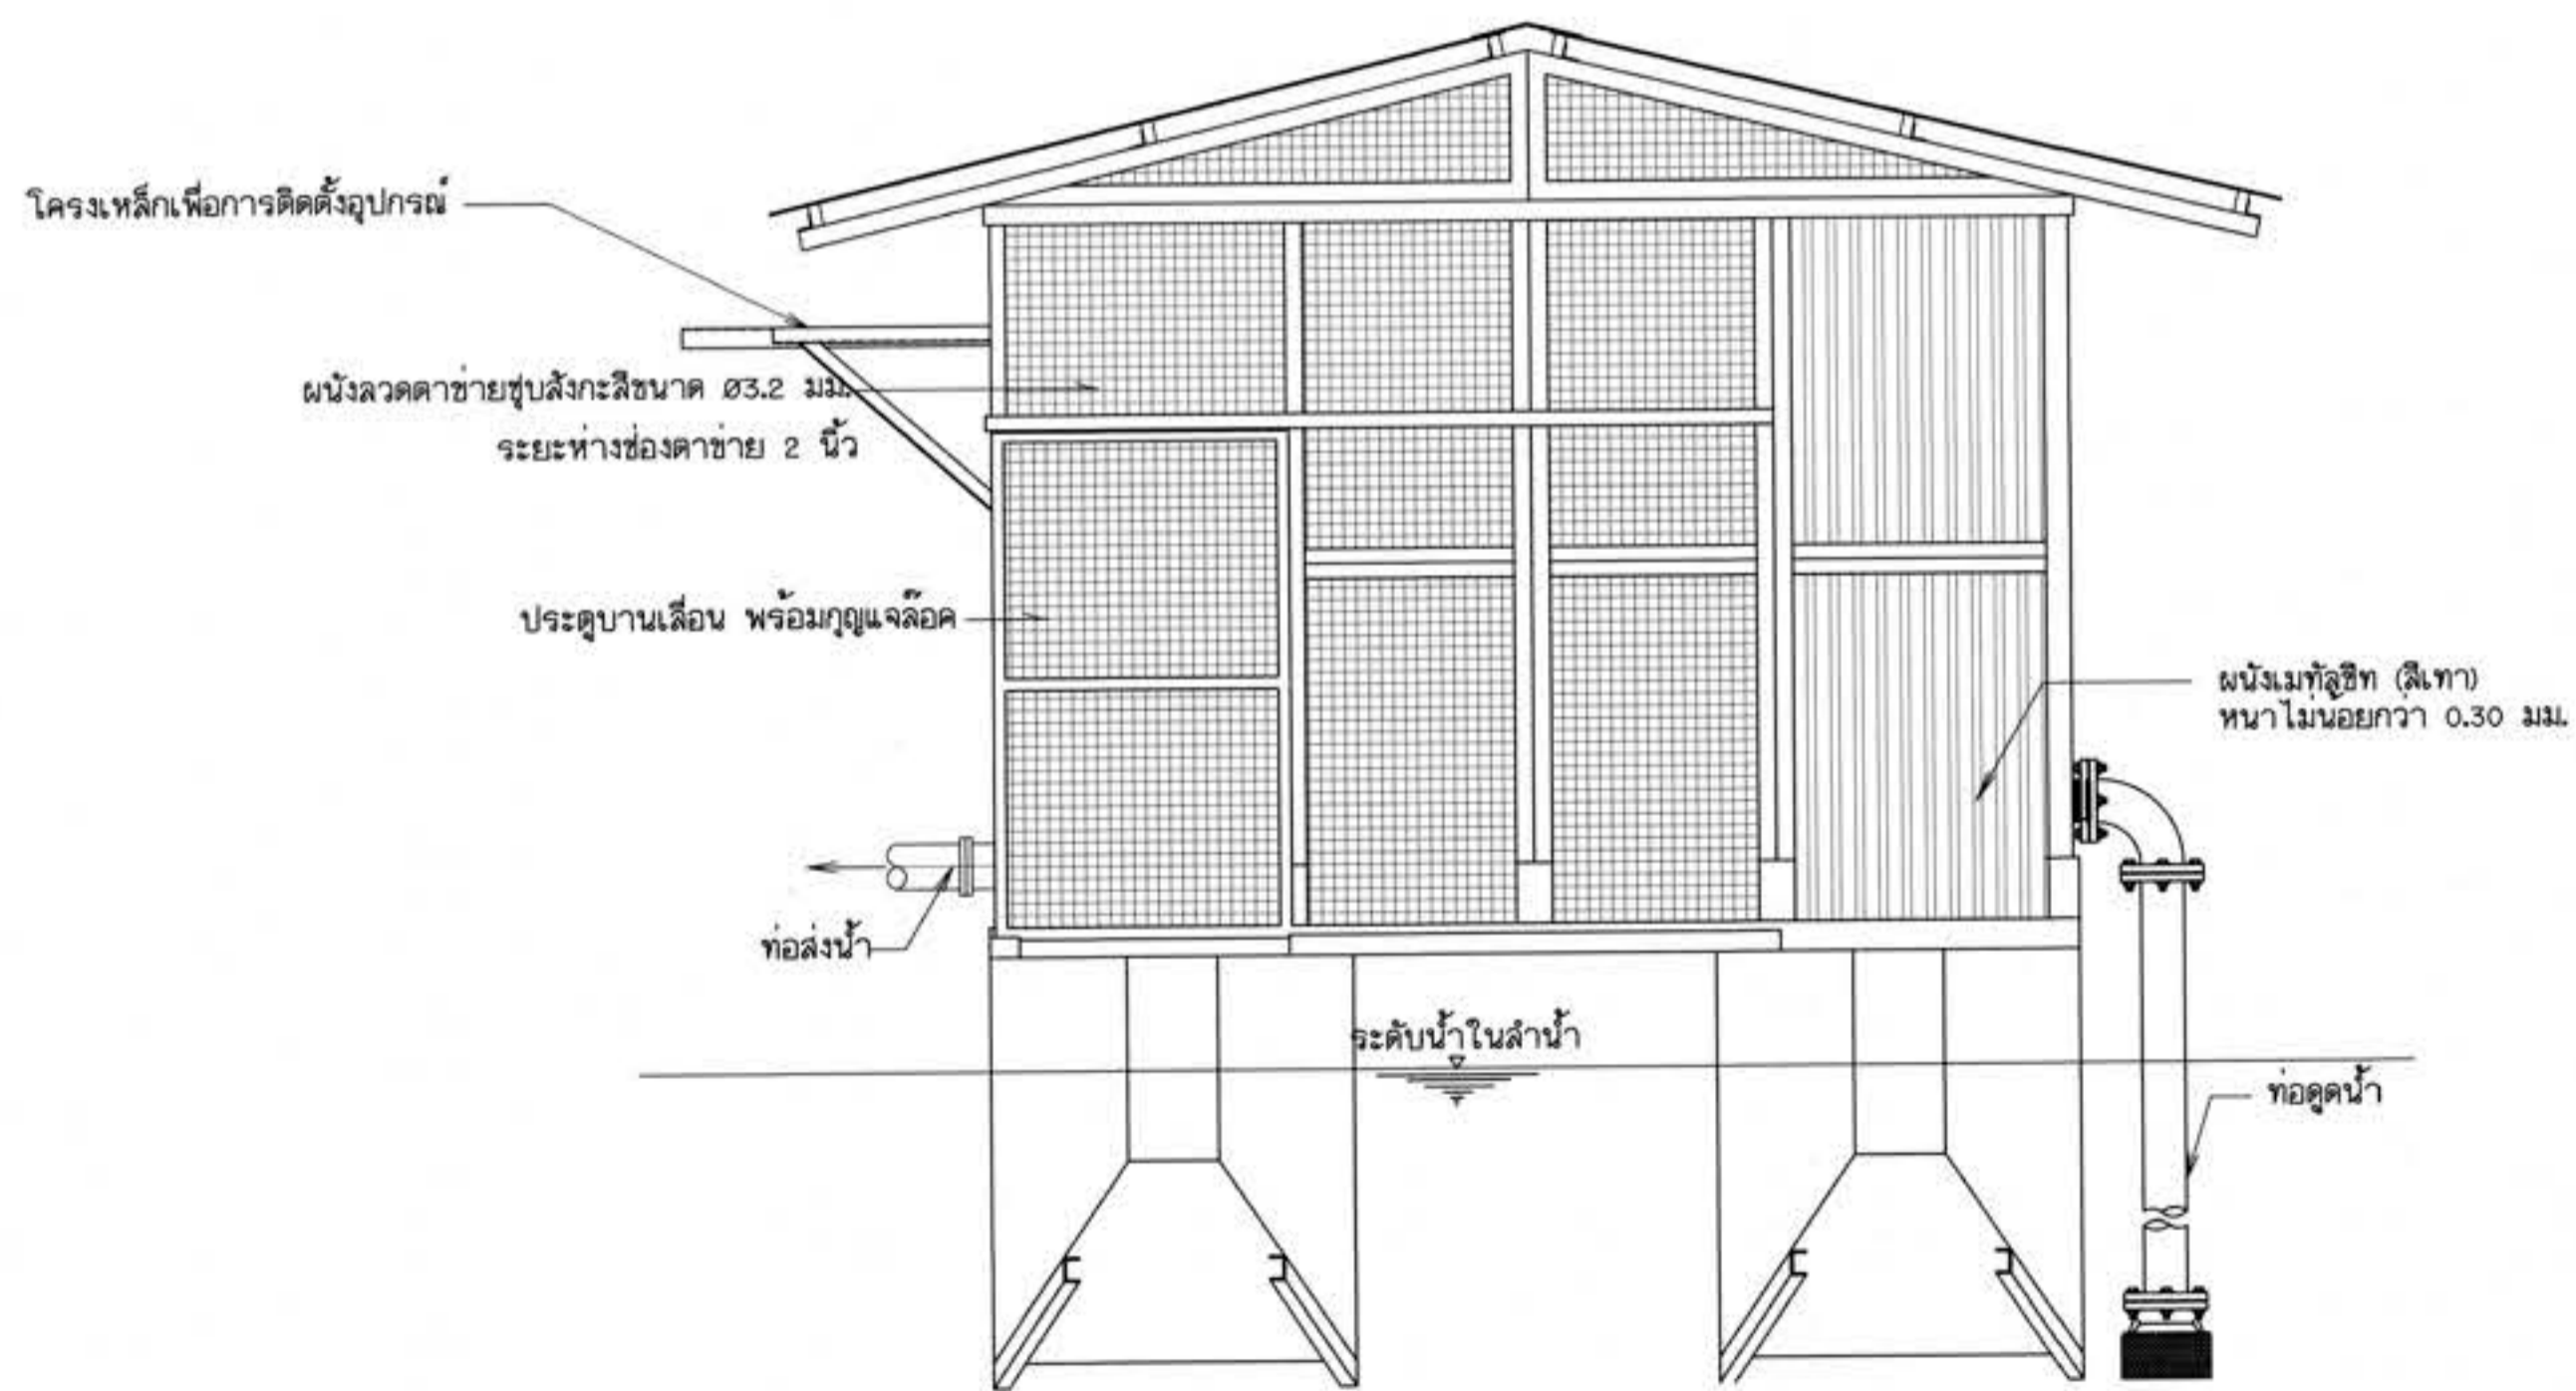 โครงเหล็กเพื่อการติดตั้งอุปกรณ์
ผนังลวดตาข่ายชุบสังกะสีขนาด Ø3.2 มม.
ระยะห่างช่องตาข่าย 2 นิ้ว
ประตูบานเลื่อน พร้อมกุญแจล๊อค
ผนังเมทัลชีท (สีเทา)
หนาไม่น้อยกว่า 0.30 มม.
ท่อส่งน้ำ
ระดับน้ำในลำน้ำ
ท่อดูดน้ำ